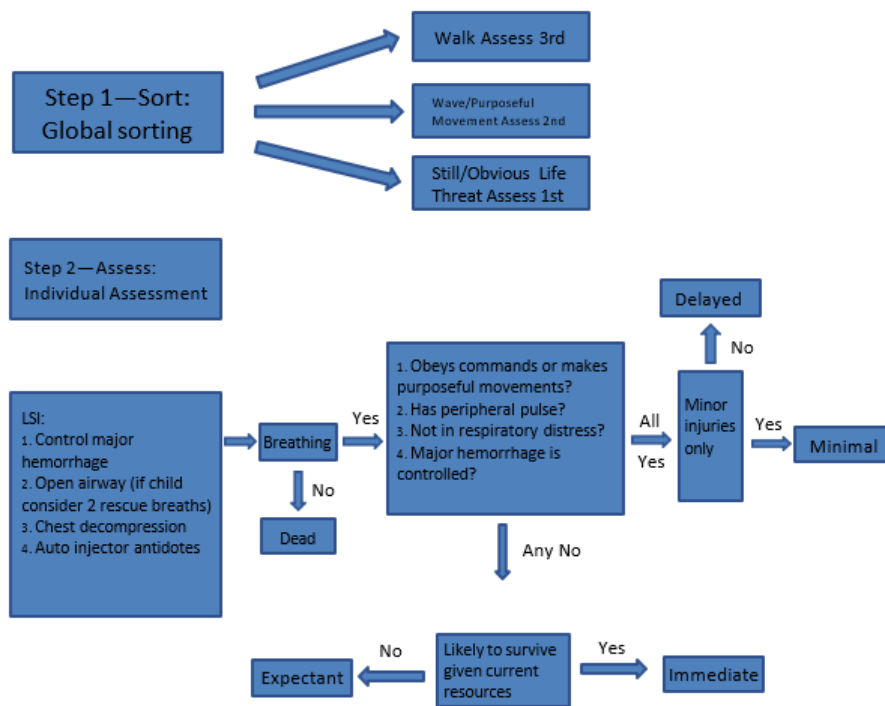 Walk Assess 3rd
Step 1—Sort:
Global sorting
Wave/Purposeful
Movement Assess 2nd
Still/Obvious Life
Threat Assess 1st
Step 2—Assess:
Individual Assessment
Delayed
No
LSI:
1. Control major
hemorrhage
2. Open airway (if child
consider 2 rescue breaths)
3. Chest decompression
4. Auto injector antidotes
Breathing
Yes
No
Dead
1. Obeys commands or makes
purposeful movements?
2. Has peripheral pulse?
3. Not in respiratory distress?
4. Major hemorrhage is
controlled?
All
Yes
Minor
injuries
only
Yes
Minimal
Any No
Likely to survive
given current
resources
No
Expectant
Yes
Immediate